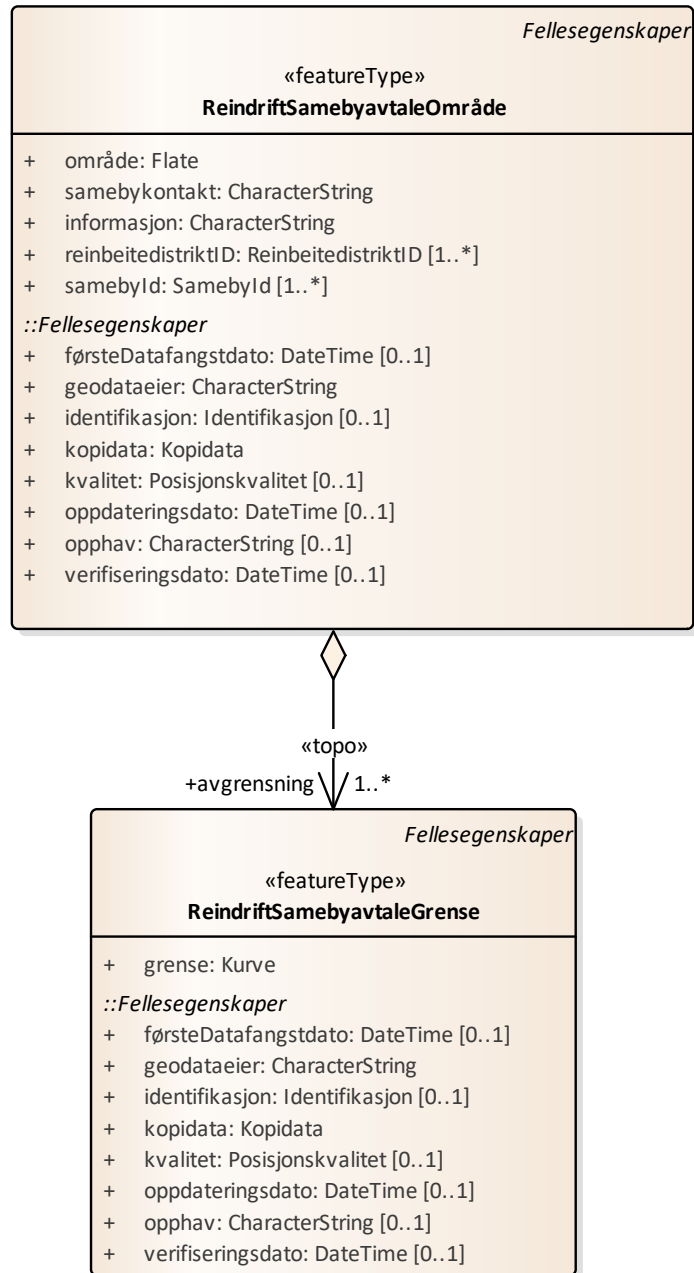 Fellesegenskaper
«featureType»
ReindriftSamebyavtaleOmråde
+ område: Flate
+ samebykontakt: CharacterString
+ informasjon: CharacterString
+ reinbeitedistriktID: ReinbeitedistriktID [1..*]
+ samebyId: SamebyId [1..*]
::Fellesegenskaper
+ førsteDatafangstdato: DateTime [0..1]
+ geodataeier: CharacterString
+ identifikasjon: Identifikasjon [0..1]
+ kopidata: Kopidata
+ kvalitet: Posisjonskvalitet [0..1]
+ oppdateringsdato: DateTime [0..1]
+ opphav: CharacterString [0..1]
+ verifiseringsdato: DateTime [0..1]
«topo»
+avgrensning 1..*
Fellesegenskaper
«featureType»
ReindriftSamebyavtaleGrense
+ grense: Kurve
::Fellesegenskaper
+ førsteDatafangstdato: DateTime [0..1]
+ geodataeier: CharacterString
+ identifikasjon: Identifikasjon [0..1]
+ kopidata: Kopidata
+ kvalitet: Posisjonskvalitet [0..1]
+ oppdateringsdato: DateTime [0..1]
+ opphav: CharacterString [0..1]
+ verifiseringsdato: DateTime [0..1]